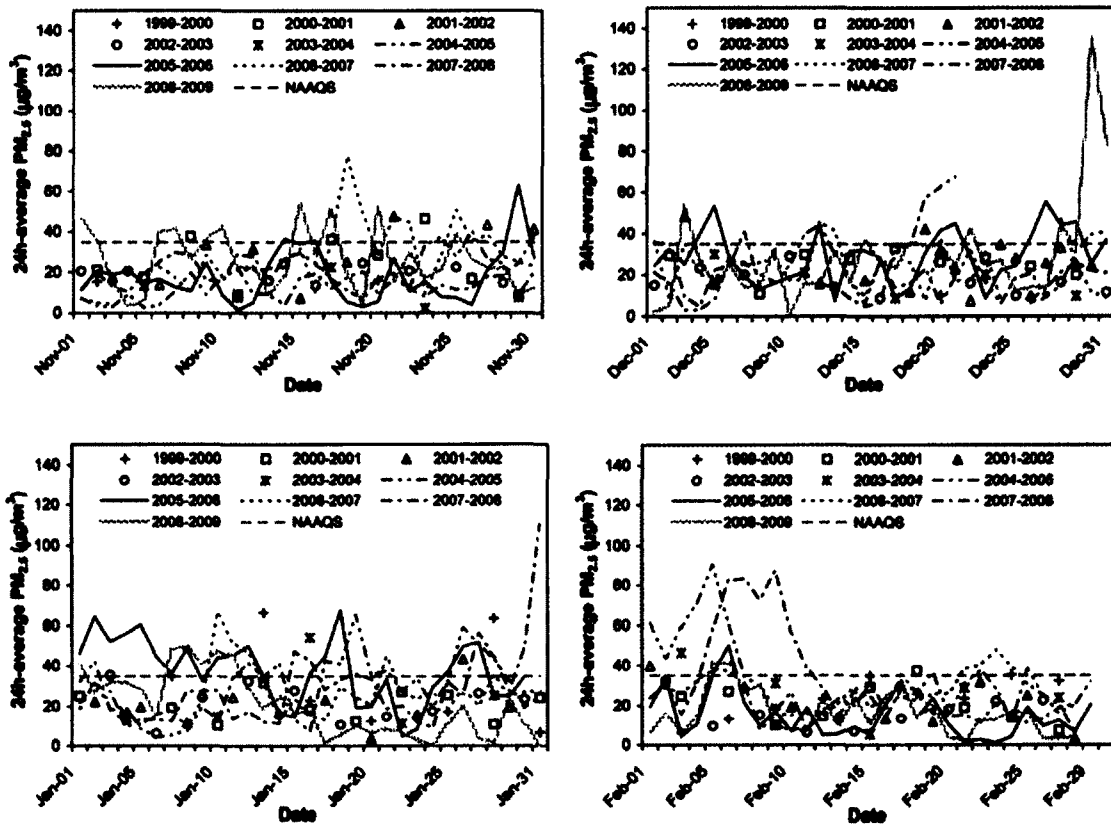 24h-average PM2.5 (µg/m3)
140
120
100
80
60
40
20
0
+ 1999-2000 2000-2001 2001-2002
2002-2003 2003-2004 2004-2005
2005-2006 2006-2007 2007-2008
2008-2009 NAAQS
Nov-01 Nov-05 Nov-10 Nov-15 Nov-20 Nov-25 Nov-30
Date
24h-average PM2.5 (µg/m3)
140
120
100
80
60
40
20
0
1999-2000 2000-2001 2001-2002
2002-2003 2003-2004 2004-2005
2005-2006 2006-2007 2007-2008
2008-2009 NAAQS
Dec-01 Dec-05 Dec-10 Dec-15 Dec-20 Dec-25 Dec-31
Date
24h-average PM2.5 (µg/m3)
140
120
100
80
60
40
20
0
1999-2000 2000-2001 2001-2002
2002-2003 2003-2004 2004-2005
2005-2006 2006-2007 2007-2008
2008-2009 NAAQS
Jan-01 Jan-05 Jan-10 Jan-15 Jan-20 Jan-25 Jan-31
Date
24h-average PM2.5 (µg/m3)
140
120
100
80
60
40
20
0
1999-2000 2000-2001 2001-2002
2002-2003 2003-2004 2004-2005
2005-2006 2006-2007 2007-2008
2008-2009 NAAQS
Feb-01 Feb-05 Feb-10 Feb-15 Feb-20 Feb-25 Feb-29
Date